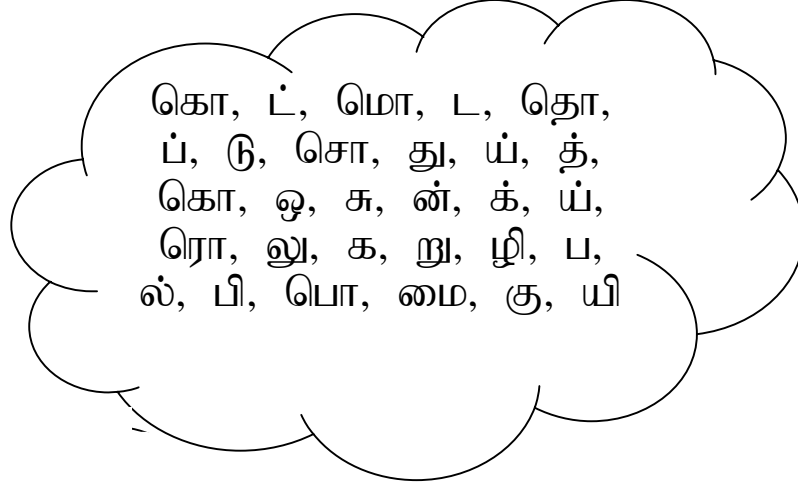 கொ, ட், மொ, ட, தொ,
ப், டு, சொ, து, ய், த்,
கொ, ஒ, சு, ன், க், ய்,
ரொ, லு, க, று, ழி, ப,
ல், பி, பொ, மை, கு, யி